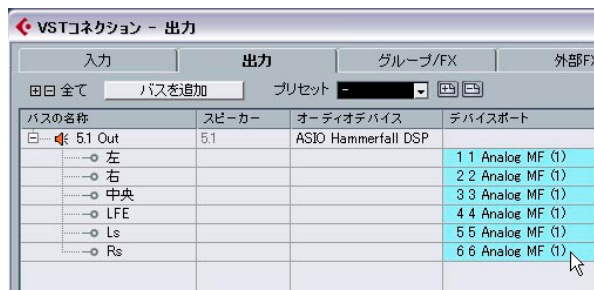 VSTコネクション - 出力
入力 出力 グループ/FX 外部FX
全て バスを追加 プリセット -
バスの名称 スピーカー オーディオデバイス デバイスポート
5.1 Out 5.1 ASIO Hammerfall DSP
左 1 1 Analog MF (1)
右 2 2 Analog MF (1)
中央 3 3 Analog MF (1)
LFE 4 4 Analog MF (1)
Ls 5 5 Analog MF (1)
Rs 6 6 Analog MF (1)